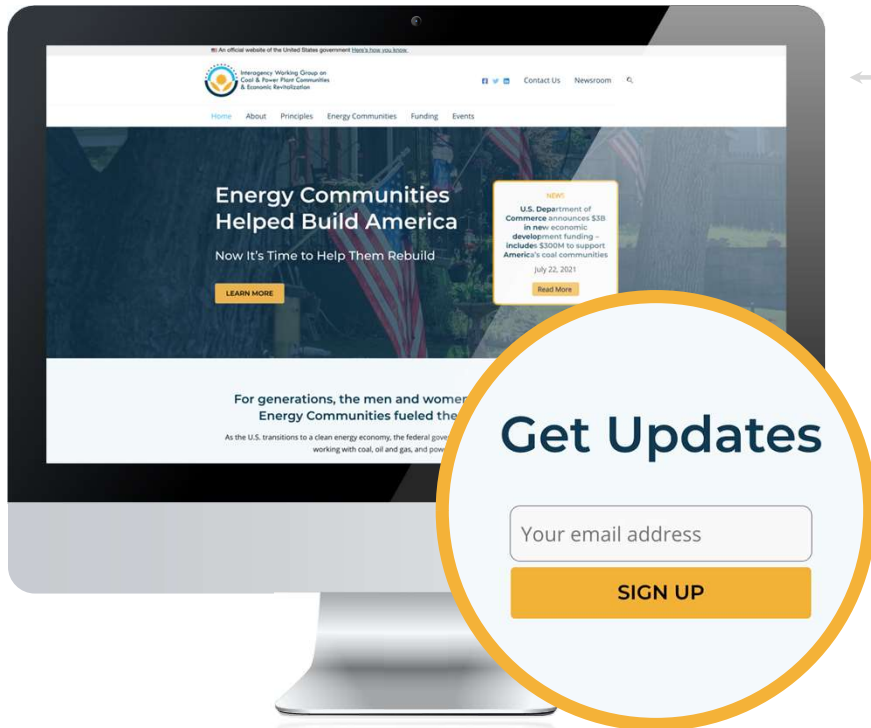 An official website of the United States government Here's how you know
Interagency Working Group on
Coal & Power Plant Communities
& Economic Revitalization
Contact Us Newsroom
Home About Principles Energy Communities Funding Events
Energy Communities
Helped Build America
Now It's Time to Help Them Rebuild
LEARN MORE
NEWS
U.S. Department of
Commerce announces $3B
in new economic
development funding –
includes $300M to support
America's coal communities
July 22, 2021
Read More
For generations, the men and women
Energy Communities fueled the
As the U.S. transitions to a clean energy economy, the federal gove
working with coal, oil and gas, and pow
Get Updates
Your email address
SIGN UP